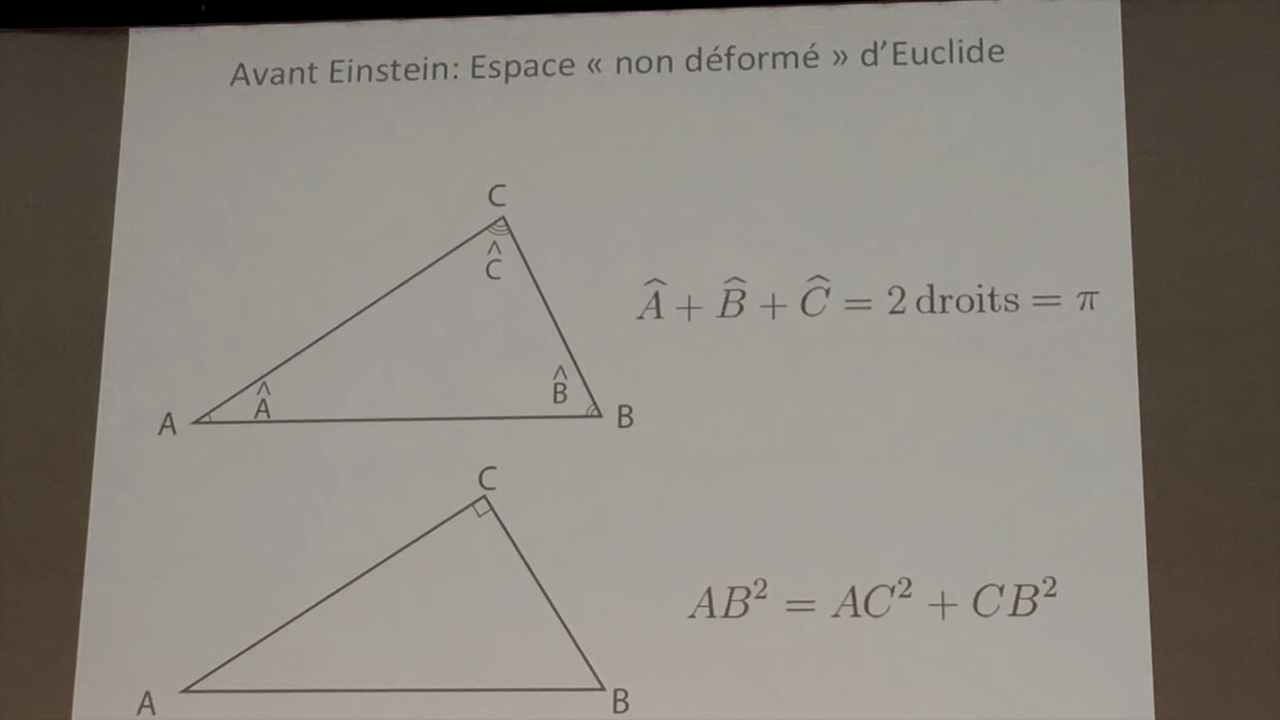 Avant Einstein: Espace « non déformé » d'Euclide
C
Ĉ
Â + B̂ + Ĉ = 2 droits = π
Â
B̂
A
B
C
AB² = AC² + CB²
A
B